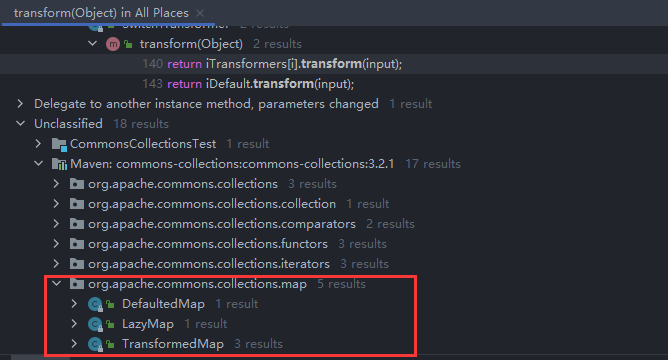 transform(Object) in All Places
SwitchTransformer
transform(Object) 2 results
140 return iTransformers[i].transform(input);
143 return iDefault.transform(input);
Delegate to another instance method, parameters changed 1 result
Unclassified 18 results
CommonsCollectionsTest 1 result
Maven: commons-collections:commons-collections:3.2.1 17 results
org.apache.commons.collections 3 results
org.apache.commons.collections.collection 1 result
org.apache.commons.collections.comparators 2 results
org.apache.commons.collections.functors 3 results
org.apache.commons.collections.iterators 3 results
org.apache.commons.collections.map 5 results
DefaultedMap 1 result
LazyMap 1 result
TransformedMap 3 results